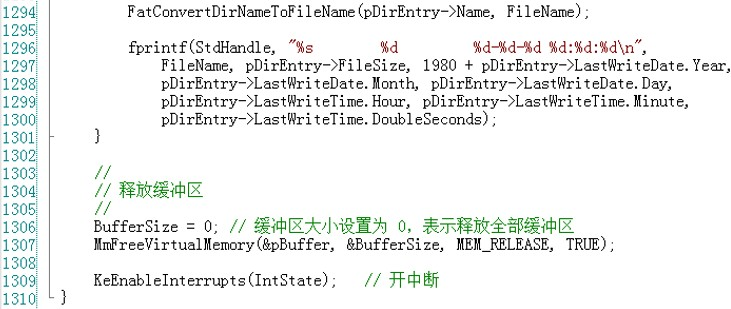 1294 FatConvertDirNameToFileName(pDirEntry->Name, FileName);
1295
1296 fprintf(StdHandle, "%s %d %d-%d-%d %d:%d:%d\n",
1297 FileName, pDirEntry->FileSize, 1980 + pDirEntry->LastWriteDate.Year,
1298 pDirEntry->LastWriteDate.Month, pDirEntry->LastWriteDate.Day,
1299 pDirEntry->LastWriteTime.Hour, pDirEntry->LastWriteTime.Minute,
1300 pDirEntry->LastWriteTime.DoubleSeconds);
1301 }
1302
1303 //
1304 // 释放缓冲区
1305 //
1306 BufferSize = 0; // 缓冲区大小设置为 0，表示释放全部缓冲区
1307 MmFreeVirtualMemory(&pBuffer, &BufferSize, MEM_RELEASE, TRUE);
1308
1309 KeEnableInterrupts(IntState); // 开中断
1310 }